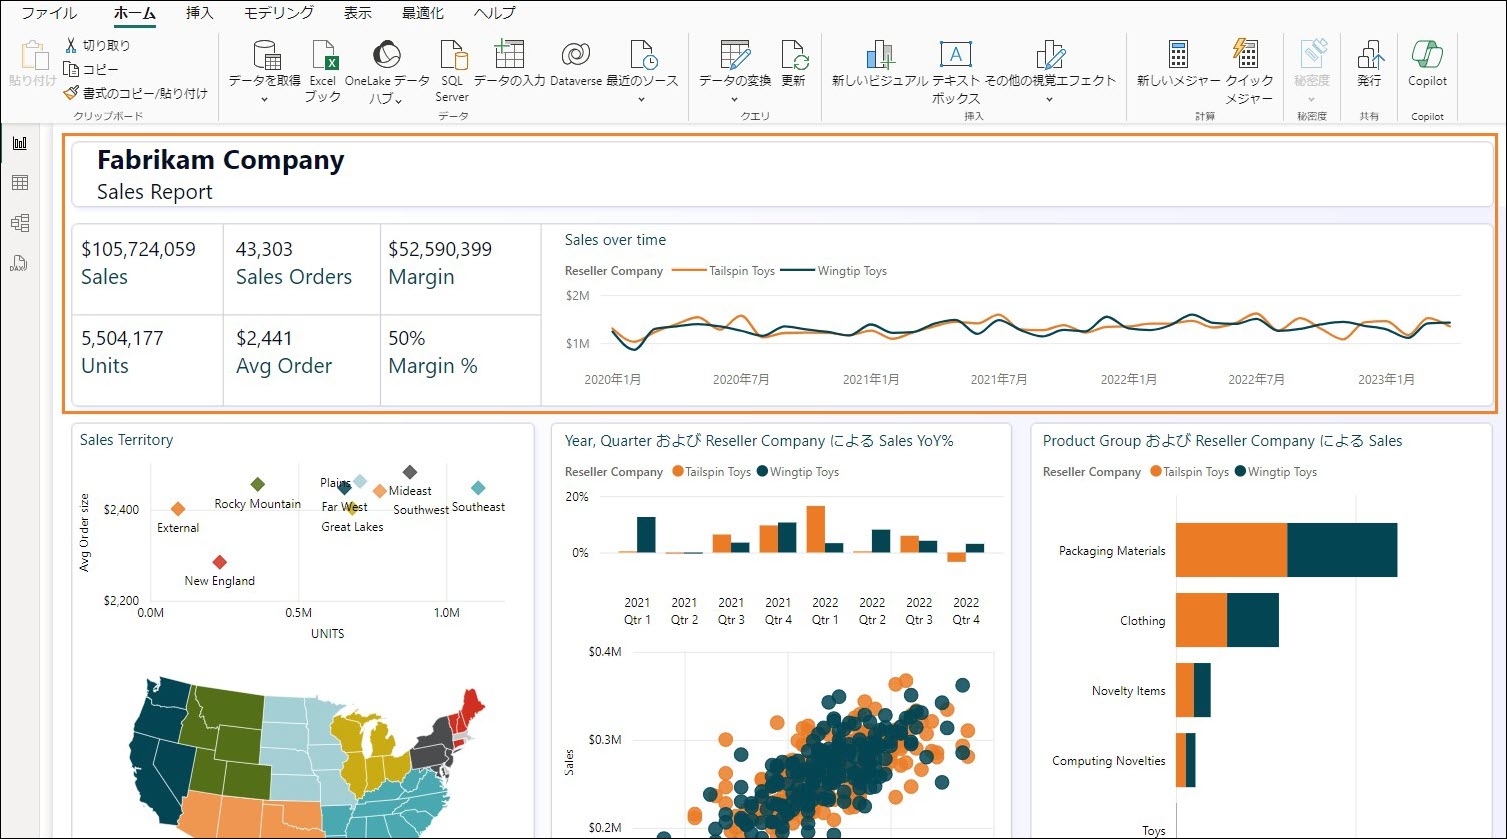 ファイル ホーム 挿入 モデリング 表示 最適化 ヘルプ
貼り付け
切り取り
コピー
書式のコピー/貼り付け
クリップボード
データを取得
Excel
ブック
OneLake データ
ハブ
SQL
Server
データの入力
Dataverse
最近のソース
データ
データの変換
更新
クエリ
新しいビジュアル
テキスト
ボックス
その他の視覚エフェクト
挿入
新しいメジャー
クイック
メジャー
計算
秘密度
秘密度
発行
共有
Copilot
Copilot
Fabrikam Company
Sales Report
$105,724,059
Sales
43,303
Sales Orders
$52,590,399
Margin
5,504,177
Units
$2,441
Avg Order
50%
Margin %
Sales over time
Reseller Company Tailspin Toys Wingtip Toys
$2M
$1M
2020年1月 2020年7月 2021年1月 2021年7月 2022年1月 2022年7月 2023年1月
Sales Territory
Avg Order size
$2,400
$2,200
External
Rocky Mountain
Plains
Far West
Great Lakes
Mideast
Southwest
Southeast
New England
0.0M 0.5M 1.0M
UNITS
Year, Quarter および Reseller Company による Sales YoY%
Reseller Company Tailspin Toys Wingtip Toys
20%
0%
2021 2021 2021 2021 2022 2022 2022 2022
Qtr 1 Qtr 2 Qtr 3 Qtr 4 Qtr 1 Qtr 2 Qtr 3 Qtr 4
$0.4M
$0.3M
$0.2M
Sales
Product Group および Reseller Company による Sales
Reseller Company Tailspin Toys Wingtip Toys
Packaging Materials
Clothing
Novelty Items
Computing Novelties
Toys